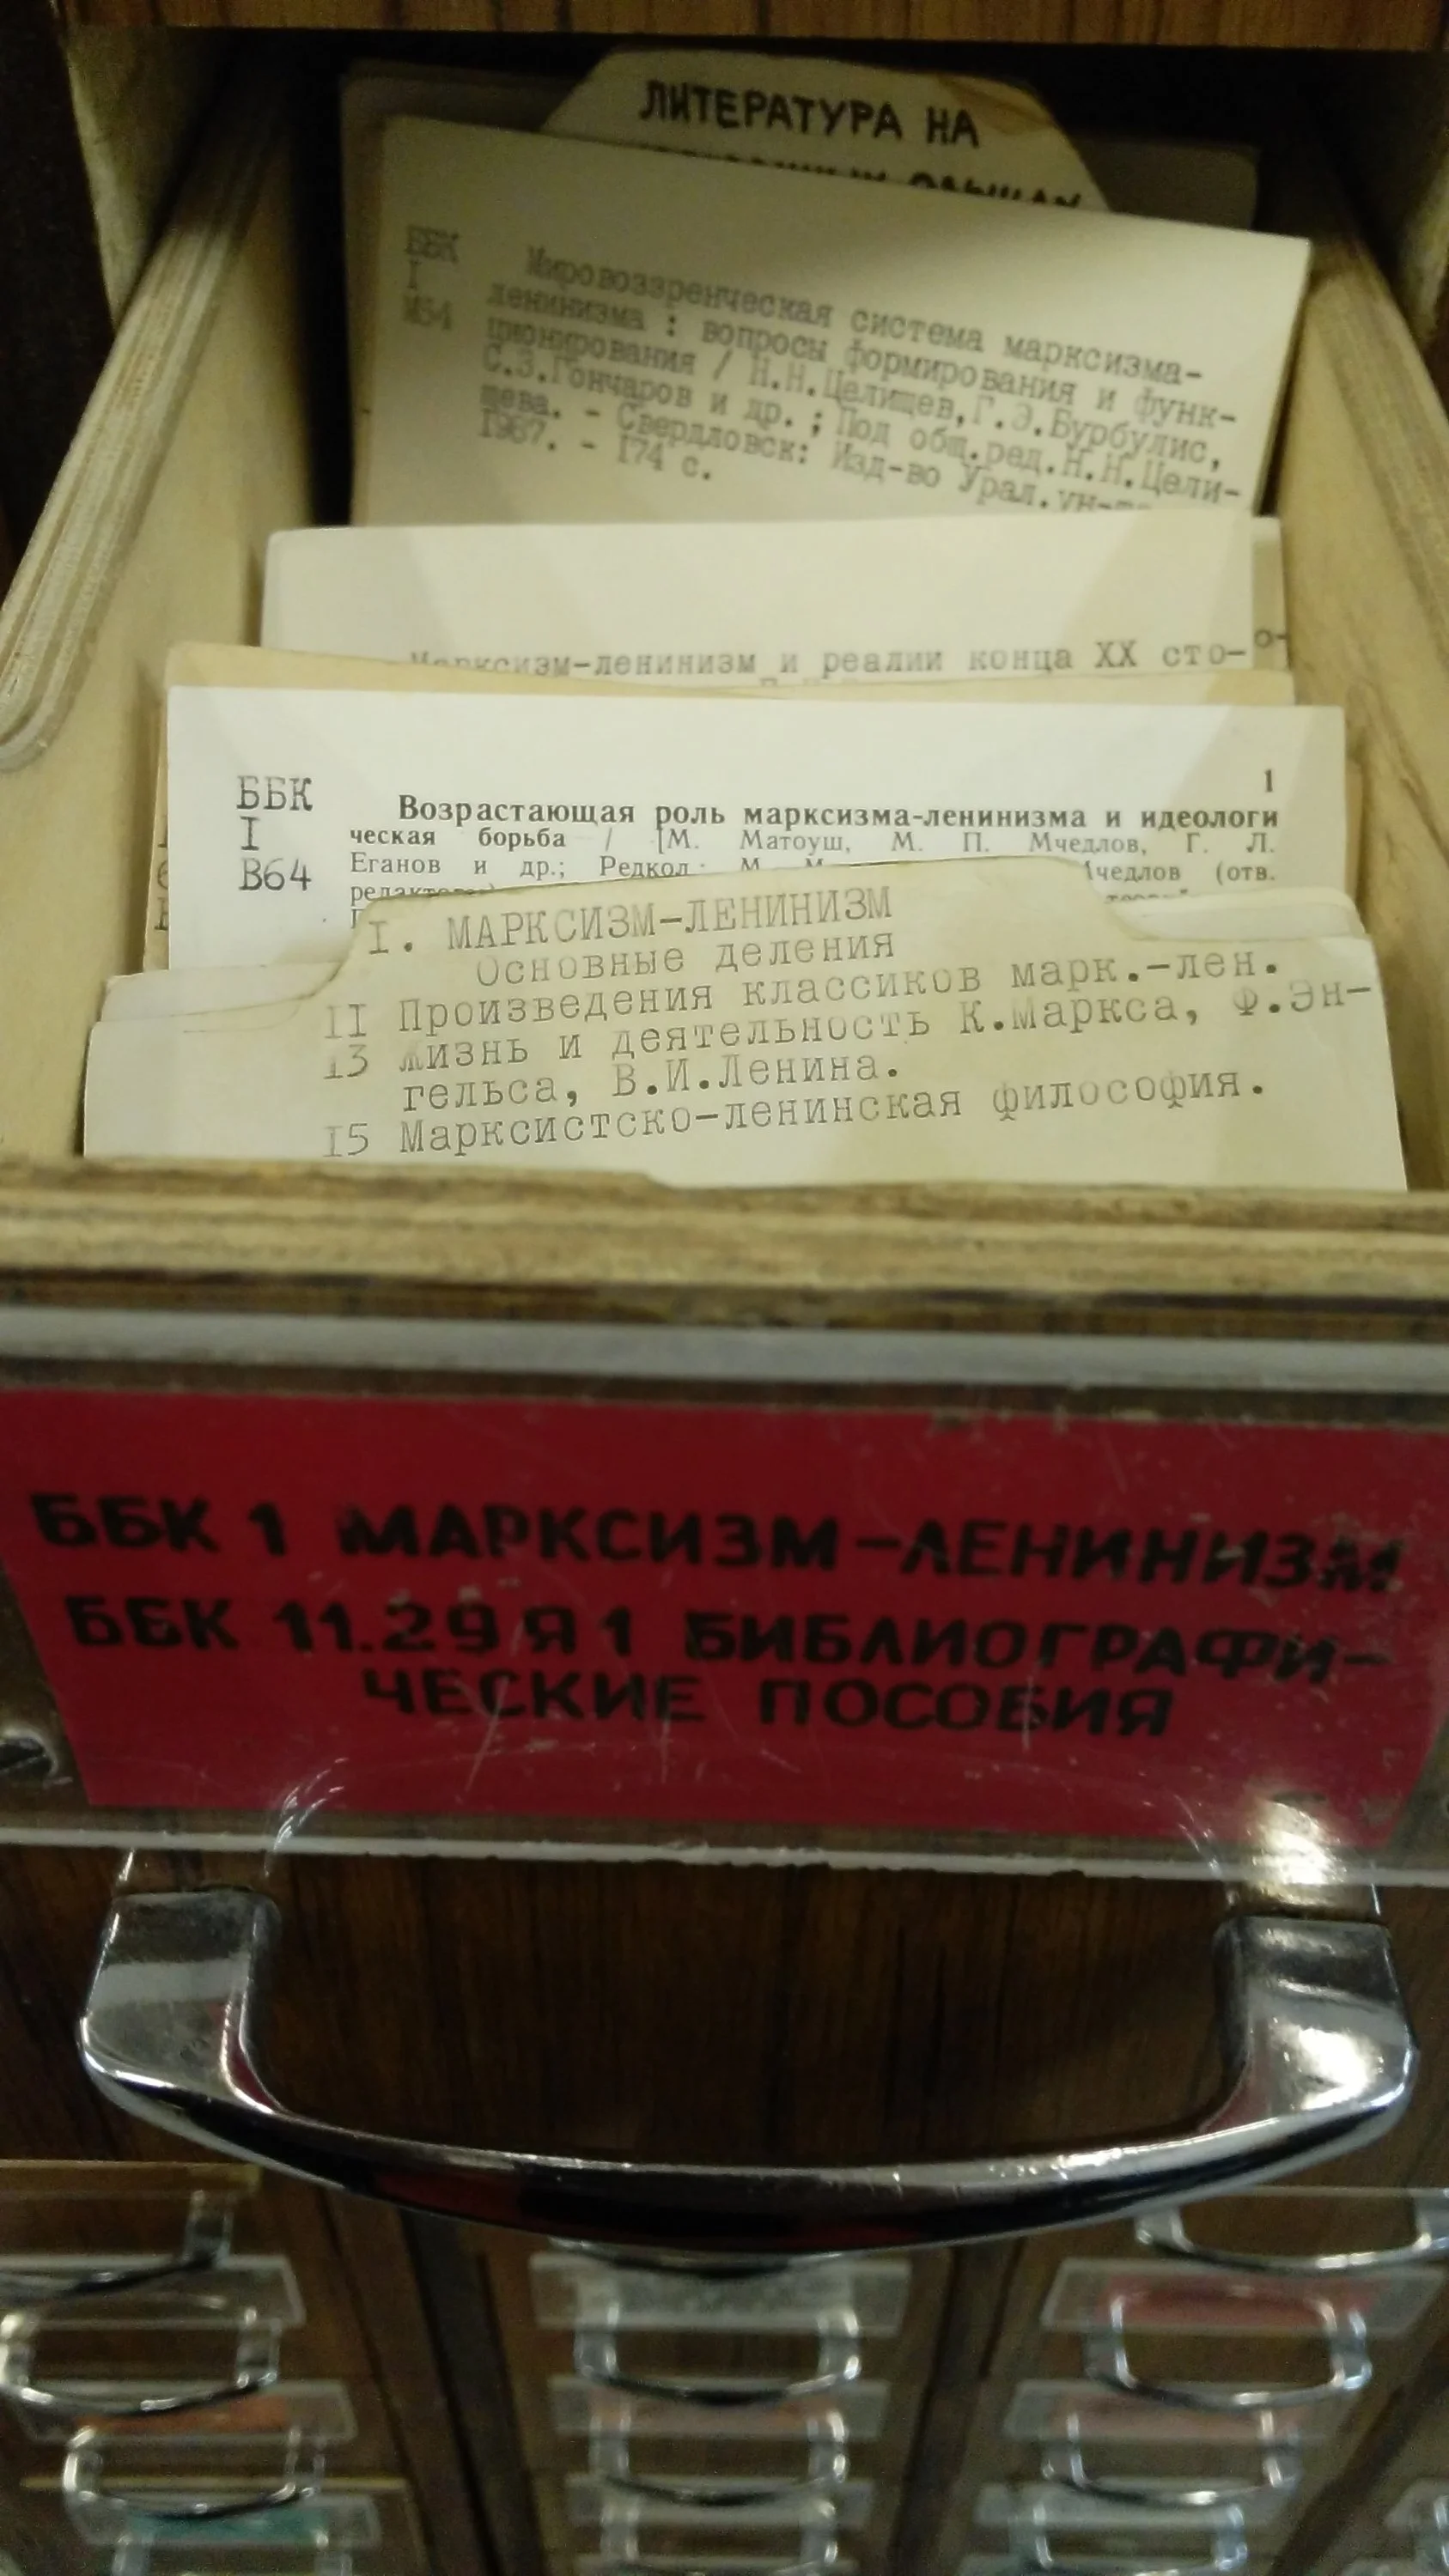 ЛИТЕРАТУРА НА
ББК Мировоззренческая система марксизма-
I ленинизма : вопросы формирования и функ-
М54 ционирования / Н.Н.Целищев,Г.Э.Бурбулис,
С.З.Гончаров и др. ; Под общ.ред.Н.Н.Цели-
щева. - Свердловск: Изд-во Урал.ун-та
1987. - 174 с.
Марксизм-ленинизм и реалии конца XX сто-
1
ББК Возрастающая роль марксизма-ленинизма и идеологи
I ческая борьба / [М. Матоуш, М. П. Мчедлов, Г. Л.
В64 Еганов и др.; Редкол.: М. Мчедлов (отв.
I. МАРКСИЗМ-ЛЕНИНИЗМ
Основные деления
11 Произведения классиков марк.-лен.
13 Жизнь и деятельность К.Маркса, Ф.Эн-
гельса, В.И.Ленина.
15 Марксистско-ленинская философия.
ББК 1 МАРКСИЗМ-ЛЕНИНИЗМ
ББК 11.29Я1 БИБЛИОГРАФИ-
ЧЕСКИЕ ПОСОБИЯ